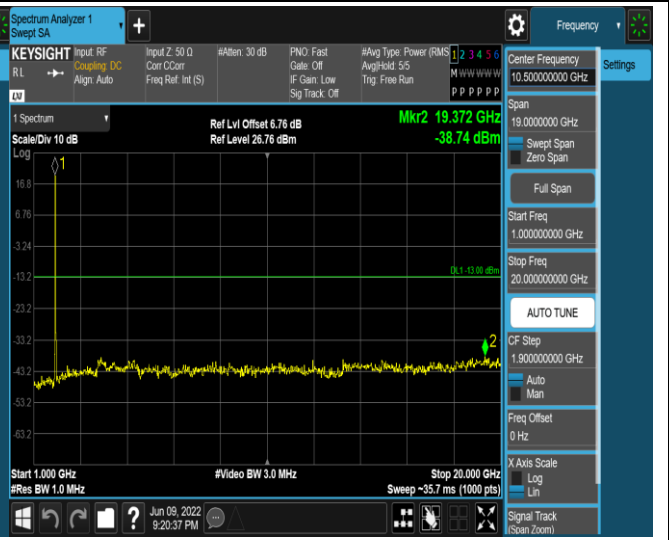 Spectrum Analyzer 1
Swept SA
+
Frequency
KEYSIGHT
RL
LXI
Input: RF
Coupling: DC
Align: Auto
Input Z: 50 Ω
Corr CCorr
Freq Ref: Int (S)
#Atten: 30 dB
PNO: Fast
Gate: Off
IF Gain: Low
Sig Track: Off
#Avg Type: Power (RMS
Avg|Hold: 5/5
Trig: Free Run
1 2 3 4 5 6
M W W W W W
P P P P P P
Center Frequency
10.500000000 GHz
Settings
Span
19.0000000 GHz
Swept Span
Zero Span
Full Span
Start Freq
1.000000000 GHz
Stop Freq
20.000000000 GHz
AUTO TUNE
CF Step
1.900000000 GHz
Auto
Man
Freq Offset
0 Hz
X Axis Scale
Log
Lin
Signal Track
(Span Zoom)
1 Spectrum
Scale/Div 10 dB
Log
Ref Lvl Offset 6.76 dB
Ref Level 26.76 dBm
Mkr2 19.372 GHz
-38.74 dBm
1
16.8
6.76
-3.24
-13.2
DL1 -13.00 dBm
-23.2
-33.2
2
-43.2
-53.2
-63.2
Start 1.000 GHz
#Video BW 3.0 MHz
Stop 20.000 GHz
#Res BW 1.0 MHz
Sweep ~35.7 ms (1000 pts)
?
Jun 09, 2022
9:20:37 PM